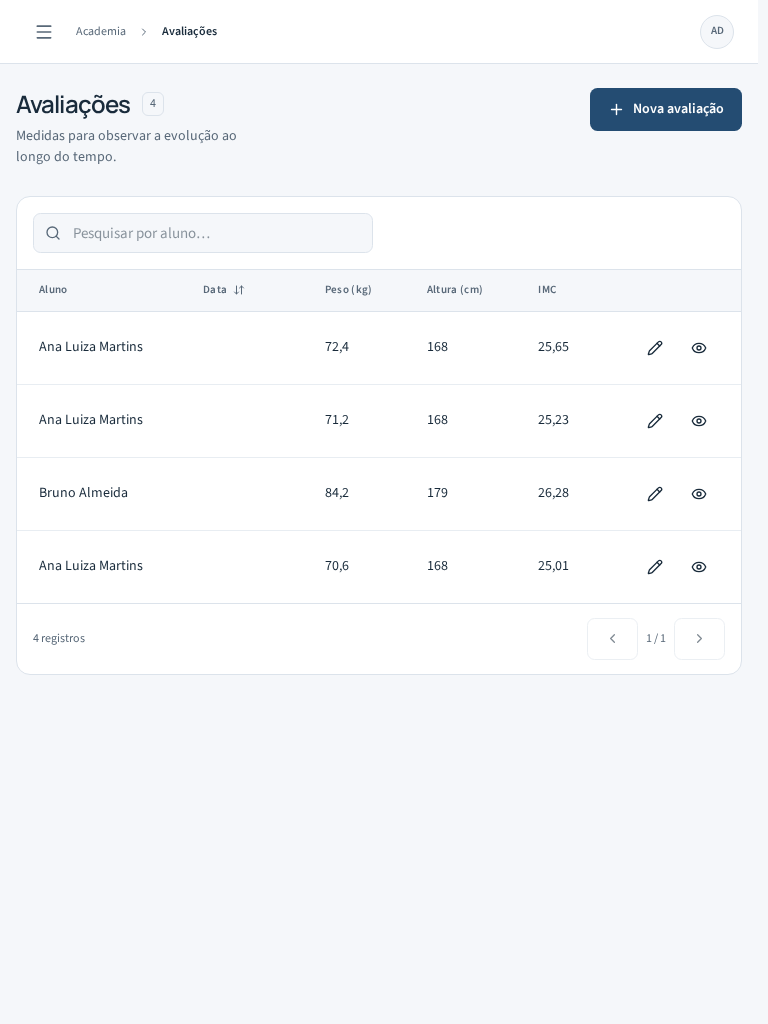 Academia
Avaliações
AD
Avaliações 4
Nova avaliação
Medidas para observar a evolução ao
longo do tempo.
Pesquisar por aluno…
Aluno Data Peso (kg) Altura (cm) IMC
Ana Luiza Martins 72,4 168 25,65
Ana Luiza Martins 71,2 168 25,23
Bruno Almeida 84,2 179 26,28
Ana Luiza Martins 70,6 168 25,01
4 registros
1 / 1